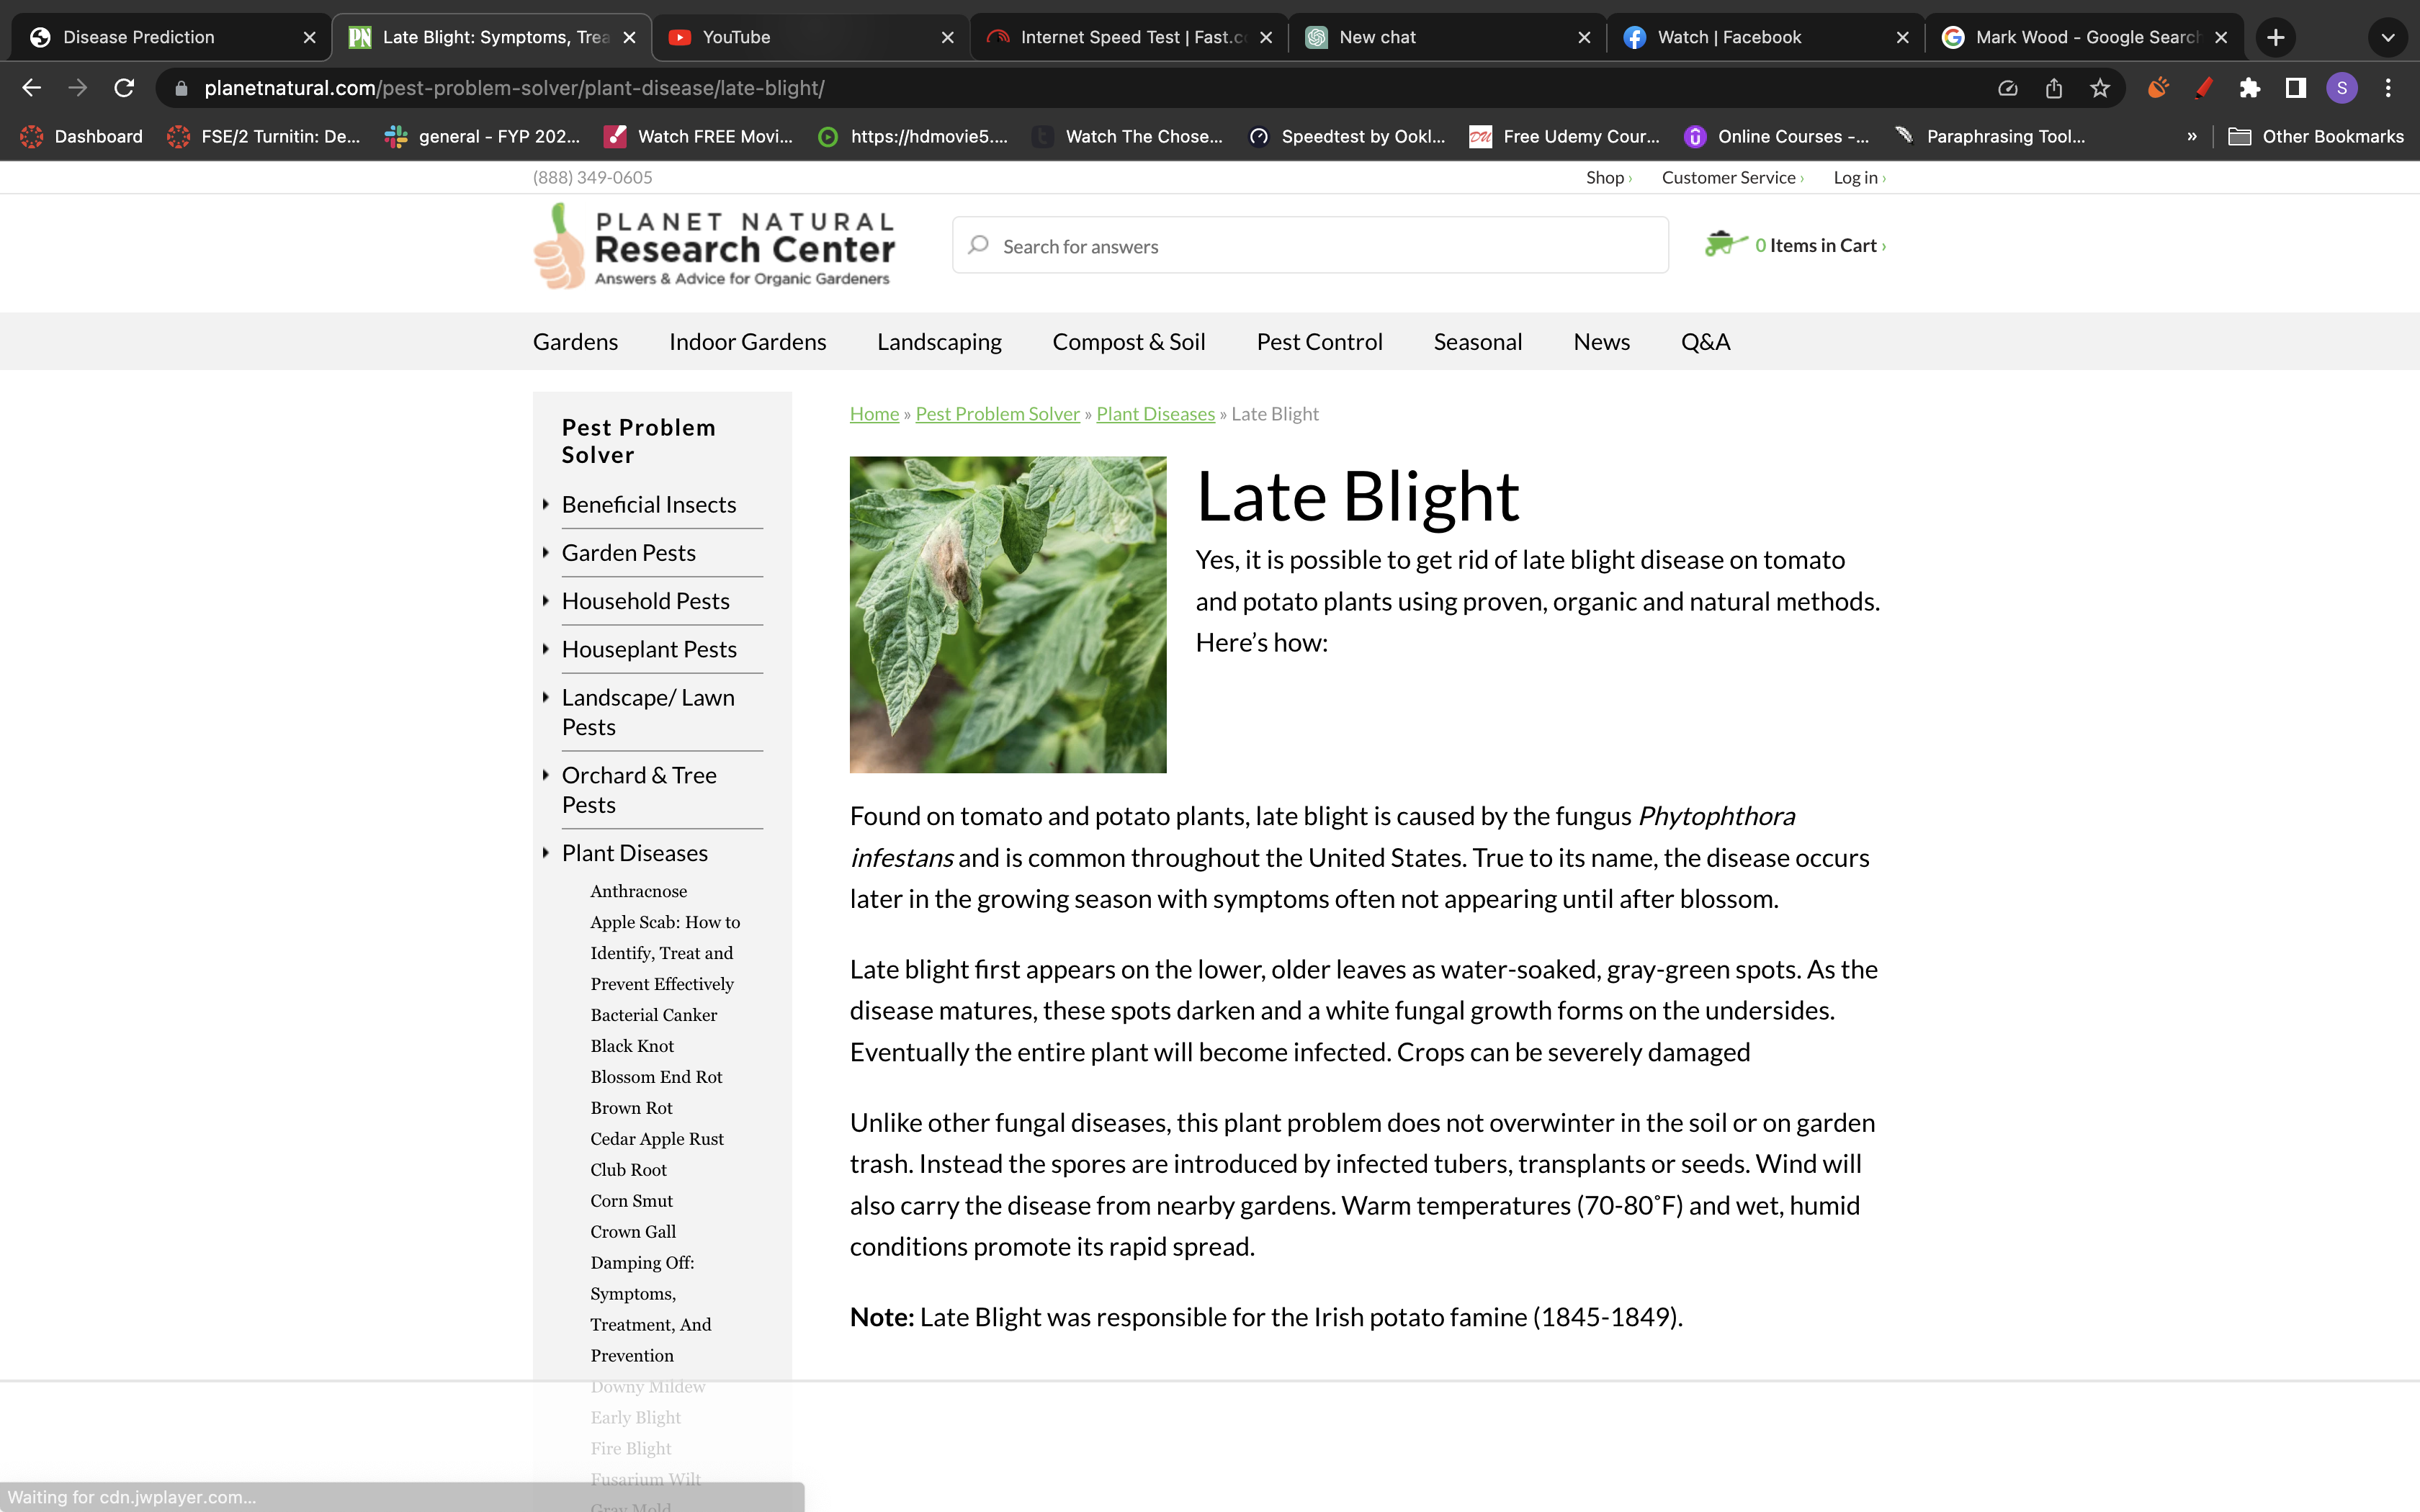 Disease Prediction
Late Blight: Symptoms, Trea
YouTube
Internet Speed Test | Fast.c
New chat
Watch | Facebook
Mark Wood - Google Search
planetnatural.com/pest-problem-solver/plant-disease/late-blight/
S
Dashboard
FSE/2 Turnitin: De...
general - FYP 202...
Watch FREE Movi...
https://hdmovie5....
Watch The Chose...
Speedtest by Ookl...
Free Udemy Cour...
Online Courses -...
Paraphrasing Tool...
»
Other Bookmarks
(888) 349-0605
Shop ›
Customer Service ›
Log in ›
PLANET NATURAL
Research Center
Answers & Advice for Organic Gardeners
Search for answers
0 Items in Cart ›
Gardens
Indoor Gardens
Landscaping
Compost & Soil
Pest Control
Seasonal
News
Q&A
Pest Problem
Solver
Beneficial Insects
Garden Pests
Household Pests
Houseplant Pests
Landscape/ Lawn
Pests
Orchard & Tree
Pests
Plant Diseases
Anthracnose
Apple Scab: How to
Identify, Treat and
Prevent Effectively
Bacterial Canker
Black Knot
Blossom End Rot
Brown Rot
Cedar Apple Rust
Club Root
Corn Smut
Crown Gall
Damping Off:
Symptoms,
Treatment, And
Prevention
Downy Mildew
Early Blight
Fire Blight
Fusarium Wilt
Gray Mold
Home » Pest Problem Solver » Plant Diseases » Late Blight
Late Blight
Yes, it is possible to get rid of late blight disease on tomato
and potato plants using proven, organic and natural methods.
Here’s how:
Found on tomato and potato plants, late blight is caused by the fungus Phytophthora
infestans and is common throughout the United States. True to its name, the disease occurs
later in the growing season with symptoms often not appearing until after blossom.
Late blight first appears on the lower, older leaves as water-soaked, gray-green spots. As the
disease matures, these spots darken and a white fungal growth forms on the undersides.
Eventually the entire plant will become infected. Crops can be severely damaged
Unlike other fungal diseases, this plant problem does not overwinter in the soil or on garden
trash. Instead the spores are introduced by infected tubers, transplants or seeds. Wind will
also carry the disease from nearby gardens. Warm temperatures (70-80˚F) and wet, humid
conditions promote its rapid spread.
Note: Late Blight was responsible for the Irish potato famine (1845-1849).
Waiting for cdn.jwplayer.com...